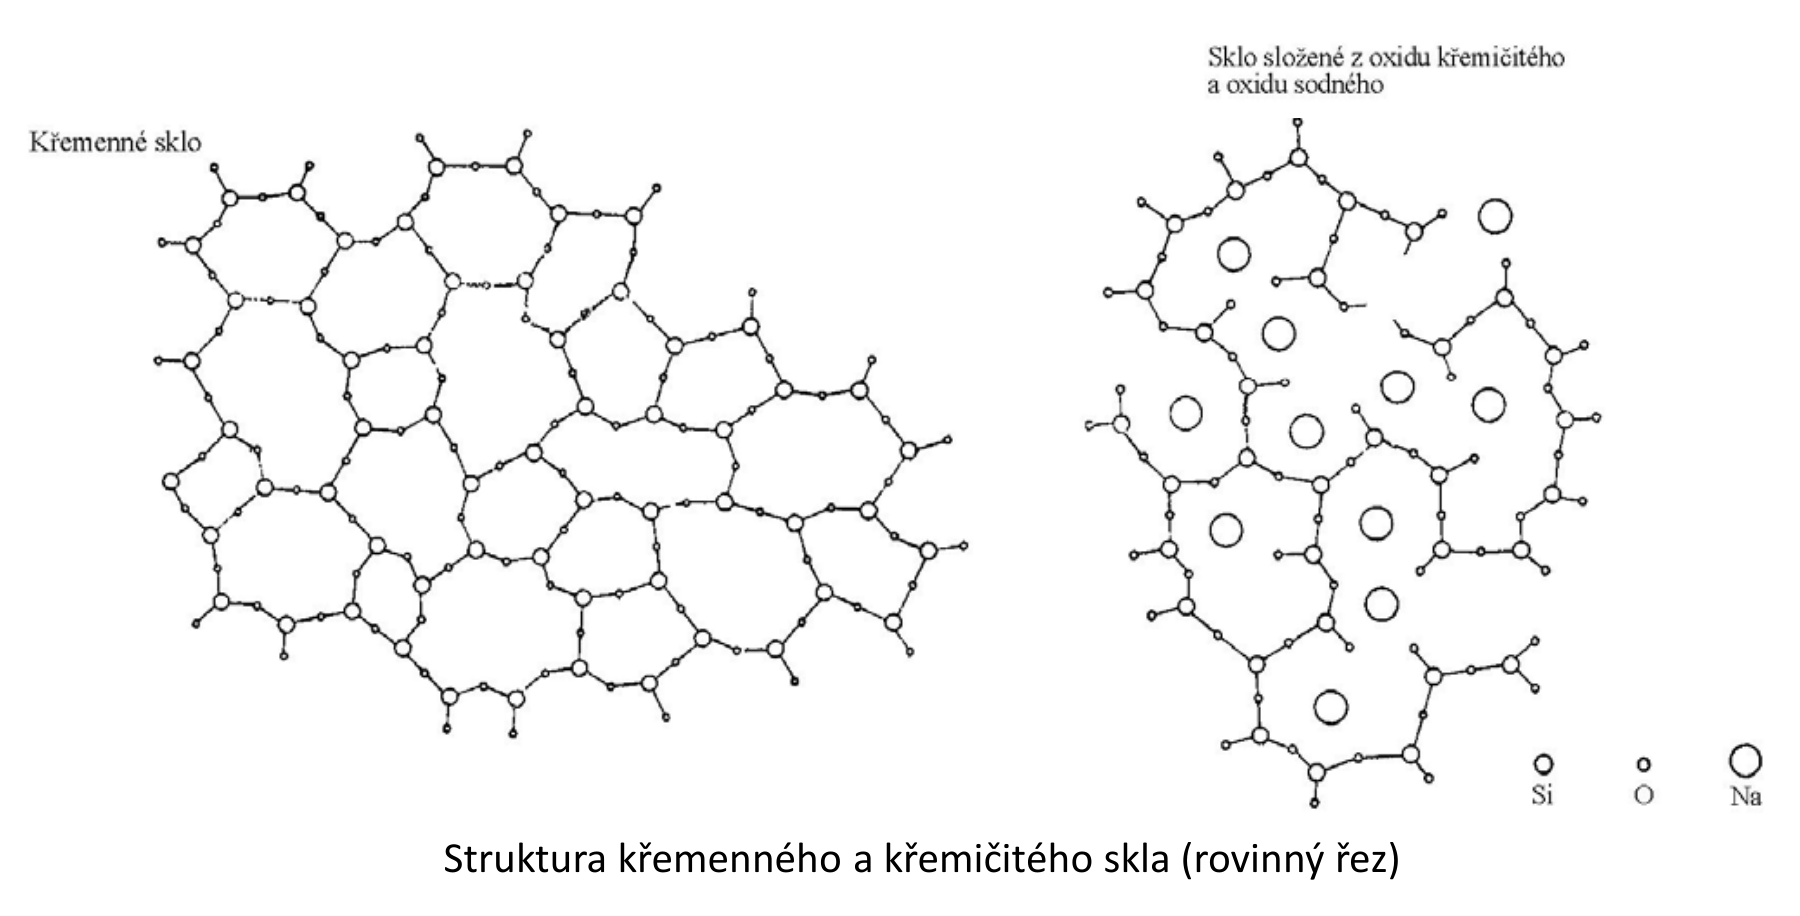 Sklo složené z oxidu křemičitého
a oxidu sodného
Křemenné sklo
Si O Na
Struktura křemenného a křemičitého skla (rovinný řez)